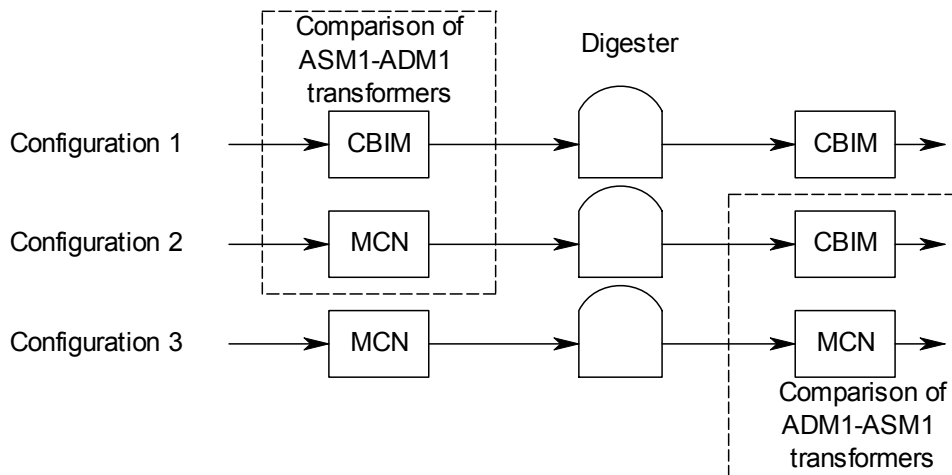 Comparison of
ASM1-ADM1
transformers
Digester
Configuration 1
CBIM
CBIM
Configuration 2
MCN
CBIM
Configuration 3
MCN
MCN
Comparison of
ADM1-ASM1
transformers